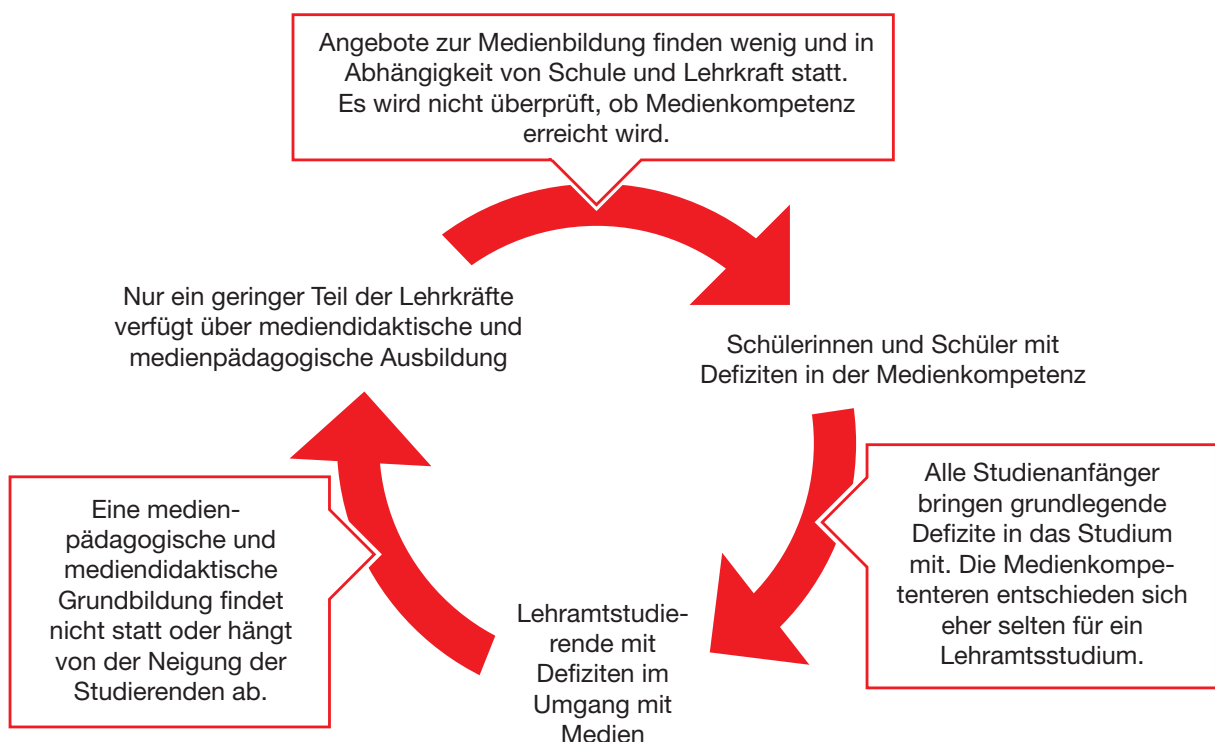 Angebote zur Medienbildung finden wenig und in
Abhängigkeit von Schule und Lehrkraft statt.
Es wird nicht überprüft, ob Medienkompetenz
erreicht wird.
Nur ein geringer Teil der Lehrkräfte
verfügt über mediendidaktische und
medienpädagogische Ausbildung
Schülerinnen und Schüler mit
Defiziten in der Medienkompetenz
Alle Studienanfänger
bringen grundlegende
Defizite in das Studium
mit. Die Medienkompe-
tenteren entschieden sich
eher selten für ein
Lehramtsstudium.
Lehramtstudie-
rende mit
Defiziten im
Umgang mit
Medien
Eine medien-
pädagogische und
mediendidaktische
Grundbildung findet
nicht statt oder hängt
von der Neigung der
Studierenden ab.